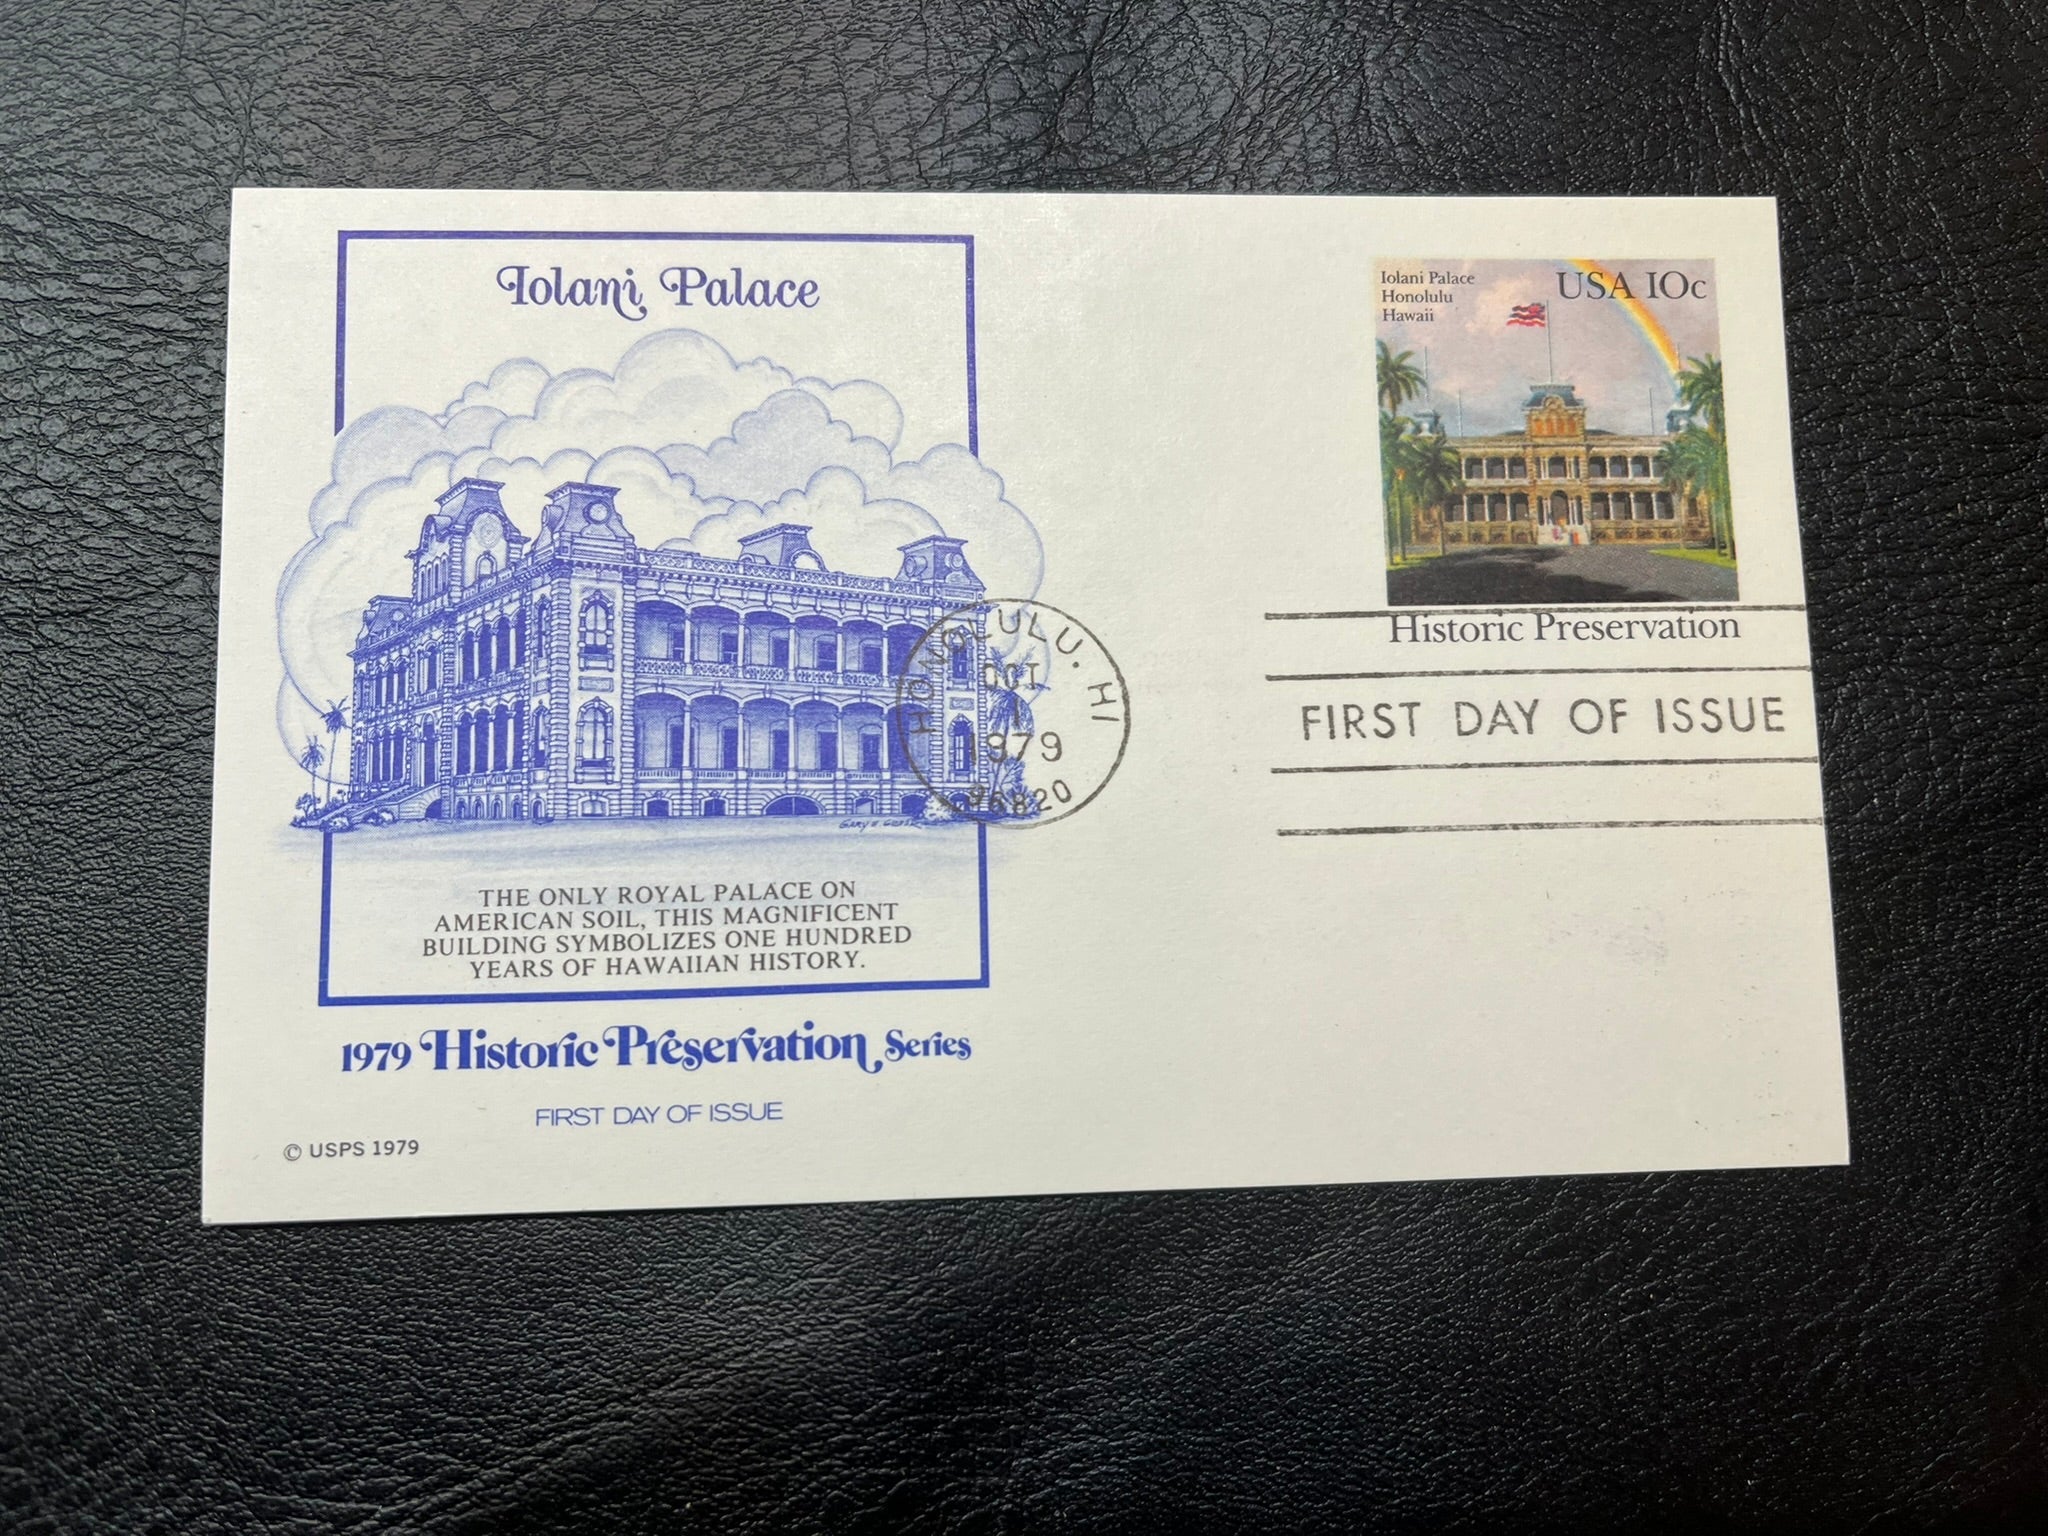 Iolani Palace
THE ONLY ROYAL PALACE ON
AMERICAN SOIL, THIS MAGNIFICENT
BUILDING SYMBOLIZES ONE HUNDRED
YEARS OF HAWAIIAN HISTORY.
1979 Historic Preservation Series
FIRST DAY OF ISSUE
© USPS 1979
HONOLULU. HI
OCT
1
1979
96820
Iolani Palace
Honolulu
Hawaii
USA 10c
Historic Preservation
FIRST DAY OF ISSUE